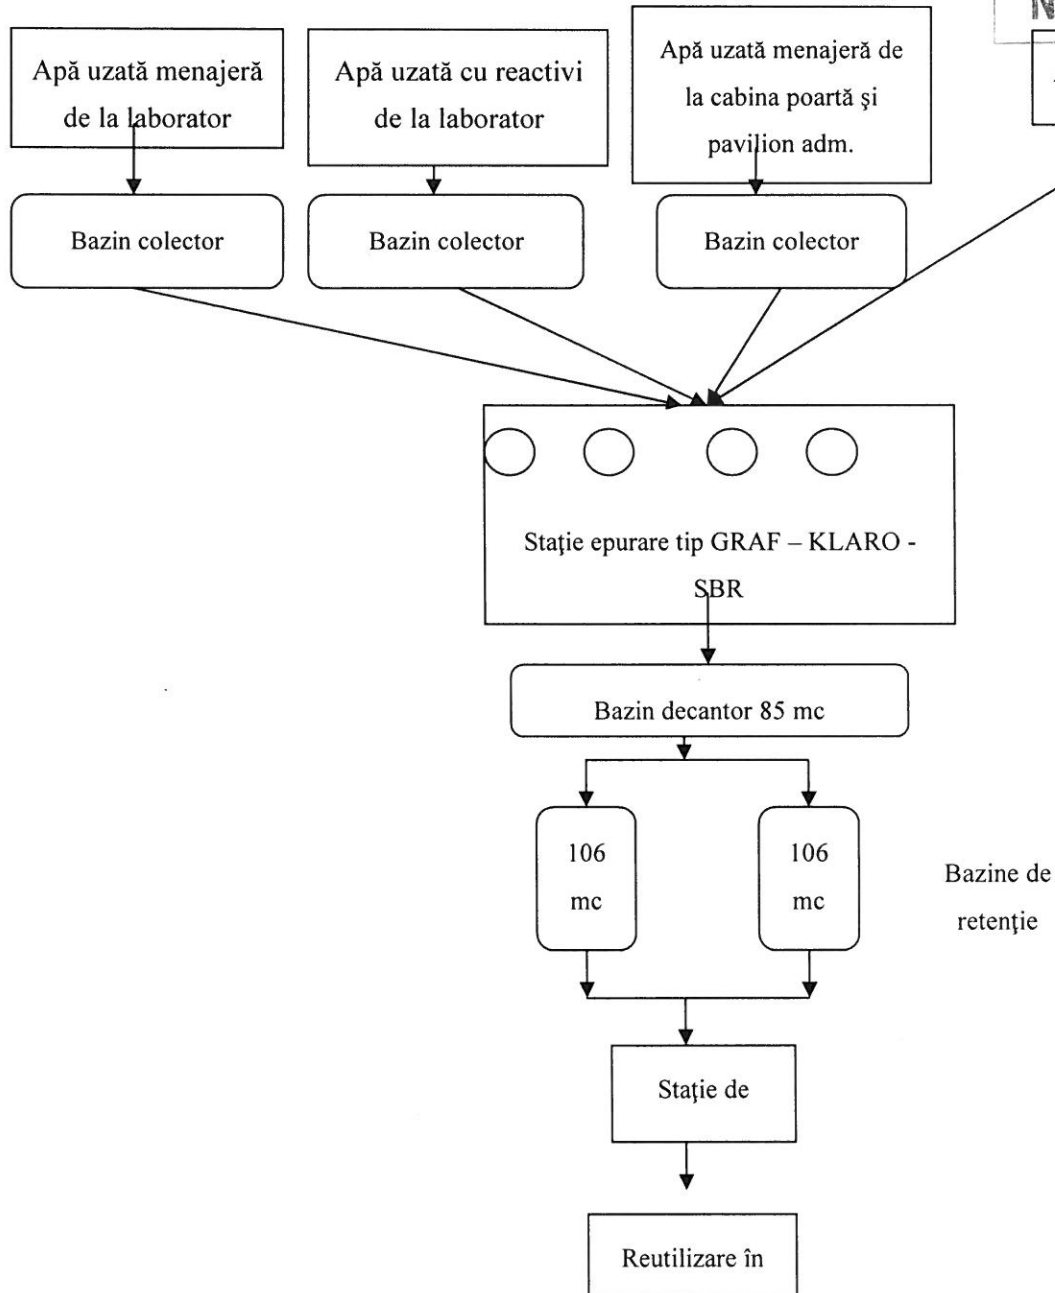 Apă uzată menajeră
de la laborator
Apă uzată cu reactivi
de la laborator
Apă uzată menajeră de
la cabina poartă şi
pavilion adm.
Bazin colector
Bazin colector
Bazin colector
Staţie epurare tip GRAF – KLARO -
SBR
Bazin decantor 85 mc
106
mc
106
mc
Bazine de
retenţie
Staţie de
Reutilizare în